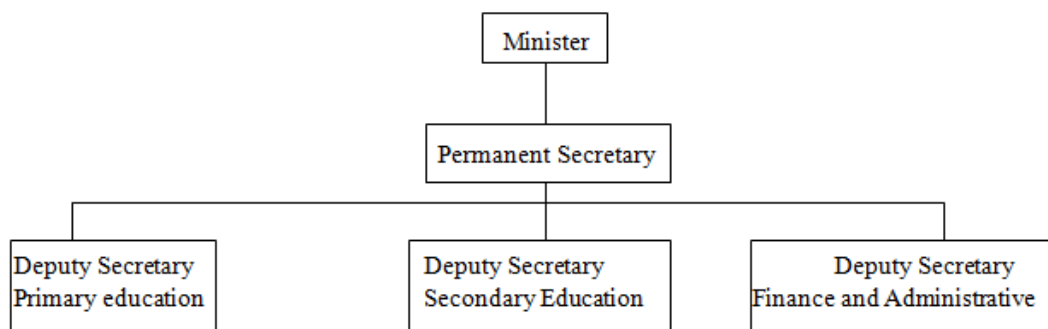 Minister
Permanent Secretary
Deputy Secretary
Primary education
Deputy Secretary
Secondary Education
Deputy Secretary
Finance and Administrative